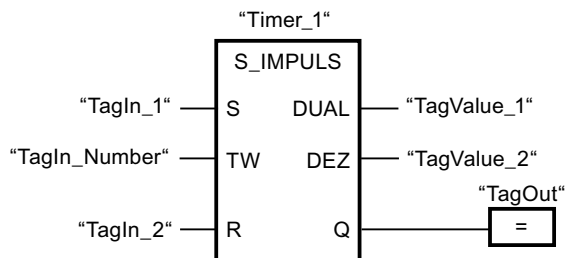 “Timer_1“
S_IMPULS
“TagIn_1“ S DUAL “TagValue_1“
“TagIn_Number“ TW DEZ “TagValue_2“
“TagOut“
“TagIn_2“ R Q =